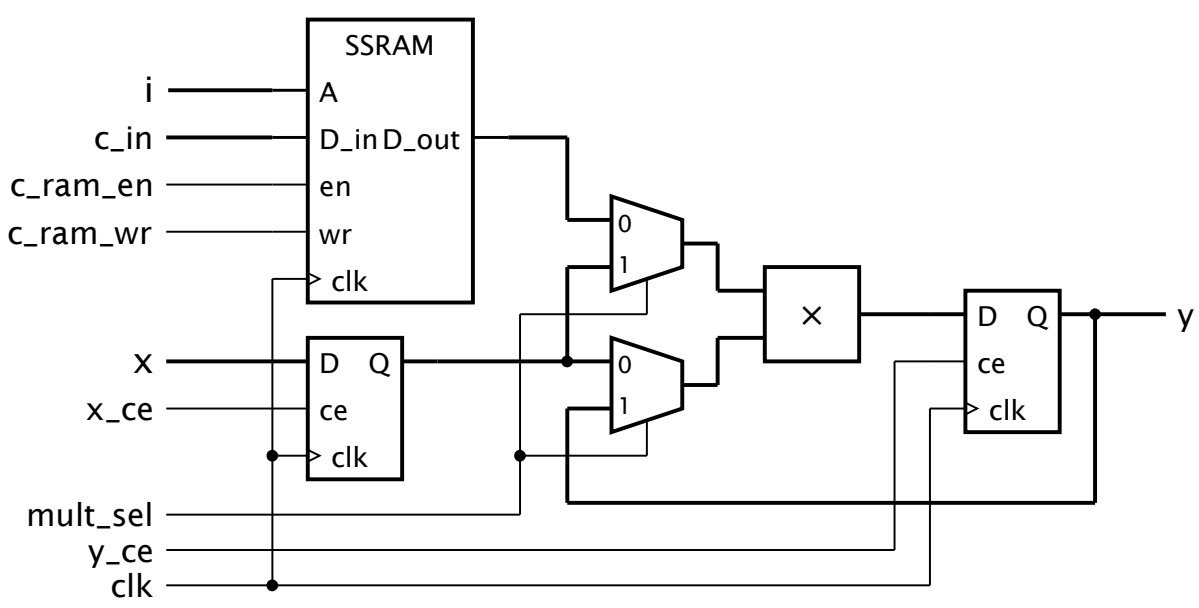 SSRAM
i
A
c_in
D_in D_out
c_ram_en
en
c_ram_wr
wr
clk
0
1
×
x
D Q
x_ce
ce
clk
0
1
D Q
ce
clk
y
mult_sel
y_ce
clk